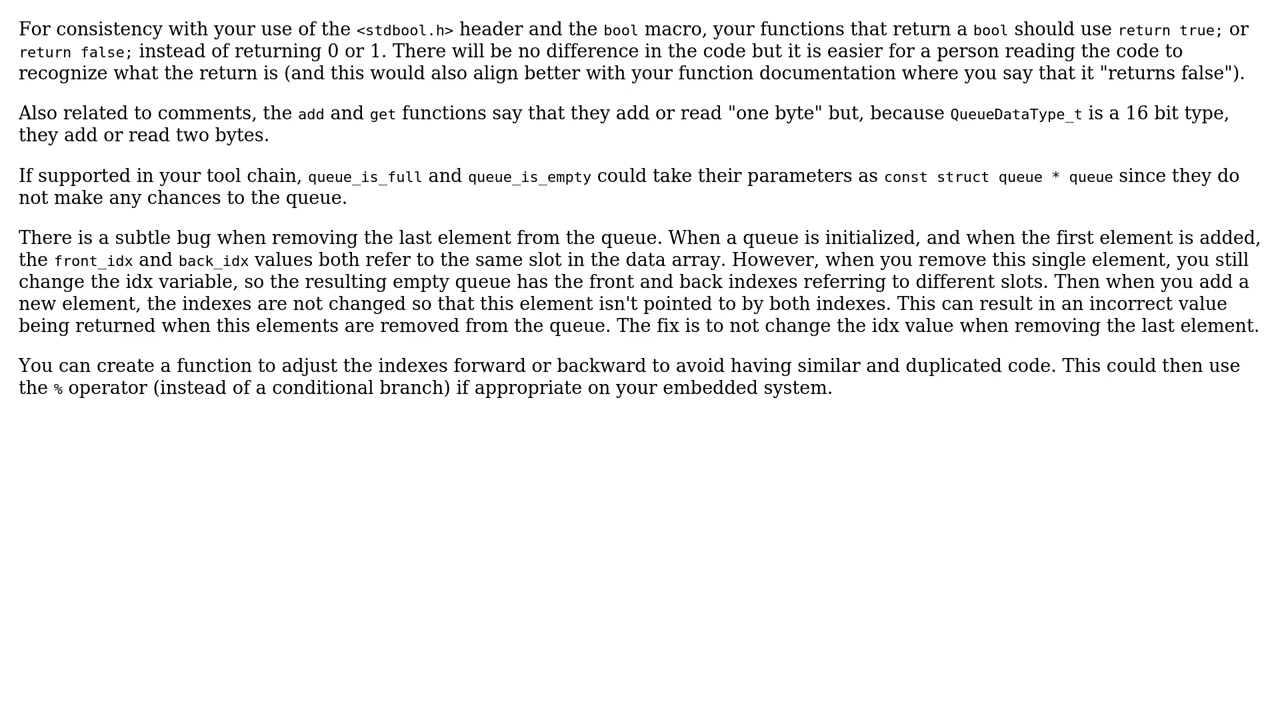 For consistency with your use of the <stdbool.h> header and the bool macro, your functions that return a bool should use return true; or
return false; instead of returning 0 or 1. There will be no difference in the code but it is easier for a person reading the code to
recognize what the return is (and this would also align better with your function documentation where you say that it "returns false").
Also related to comments, the add and get functions say that they add or read "one byte" but, because QueueDataType_t is a 16 bit type,
they add or read two bytes.
If supported in your tool chain, queue_is_full and queue_is_empty could take their parameters as const struct queue * queue since they do
not make any chances to the queue.
There is a subtle bug when removing the last element from the queue. When a queue is initialized, and when the first element is added,
the front_idx and back_idx values both refer to the same slot in the data array. However, when you remove this single element, you still
change the idx variable, so the resulting empty queue has the front and back indexes referring to different slots. Then when you add a
new element, the indexes are not changed so that this element isn't pointed to by both indexes. This can result in an incorrect value
being returned when this elements are removed from the queue. The fix is to not change the idx value when removing the last element.
You can create a function to adjust the indexes forward or backward to avoid having similar and duplicated code. This could then use
the % operator (instead of a conditional branch) if appropriate on your embedded system.